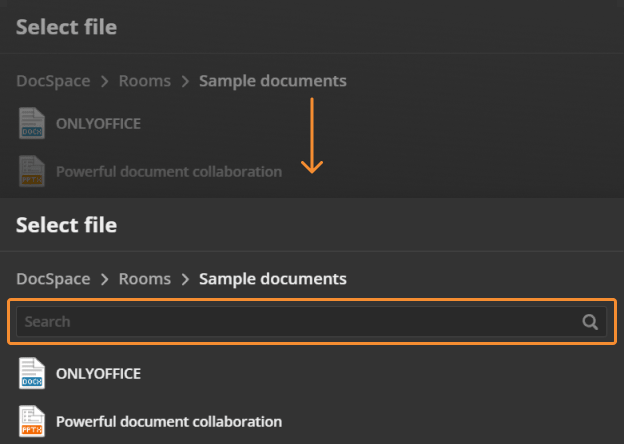 Select file
DocSpace > Rooms > Sample documents
ONLYOFFICE
DOCX
Powerful document collaboration
PPTX
Select file
DocSpace > Rooms > Sample documents
Search
ONLYOFFICE
DOCX
Powerful document collaboration
PPTX